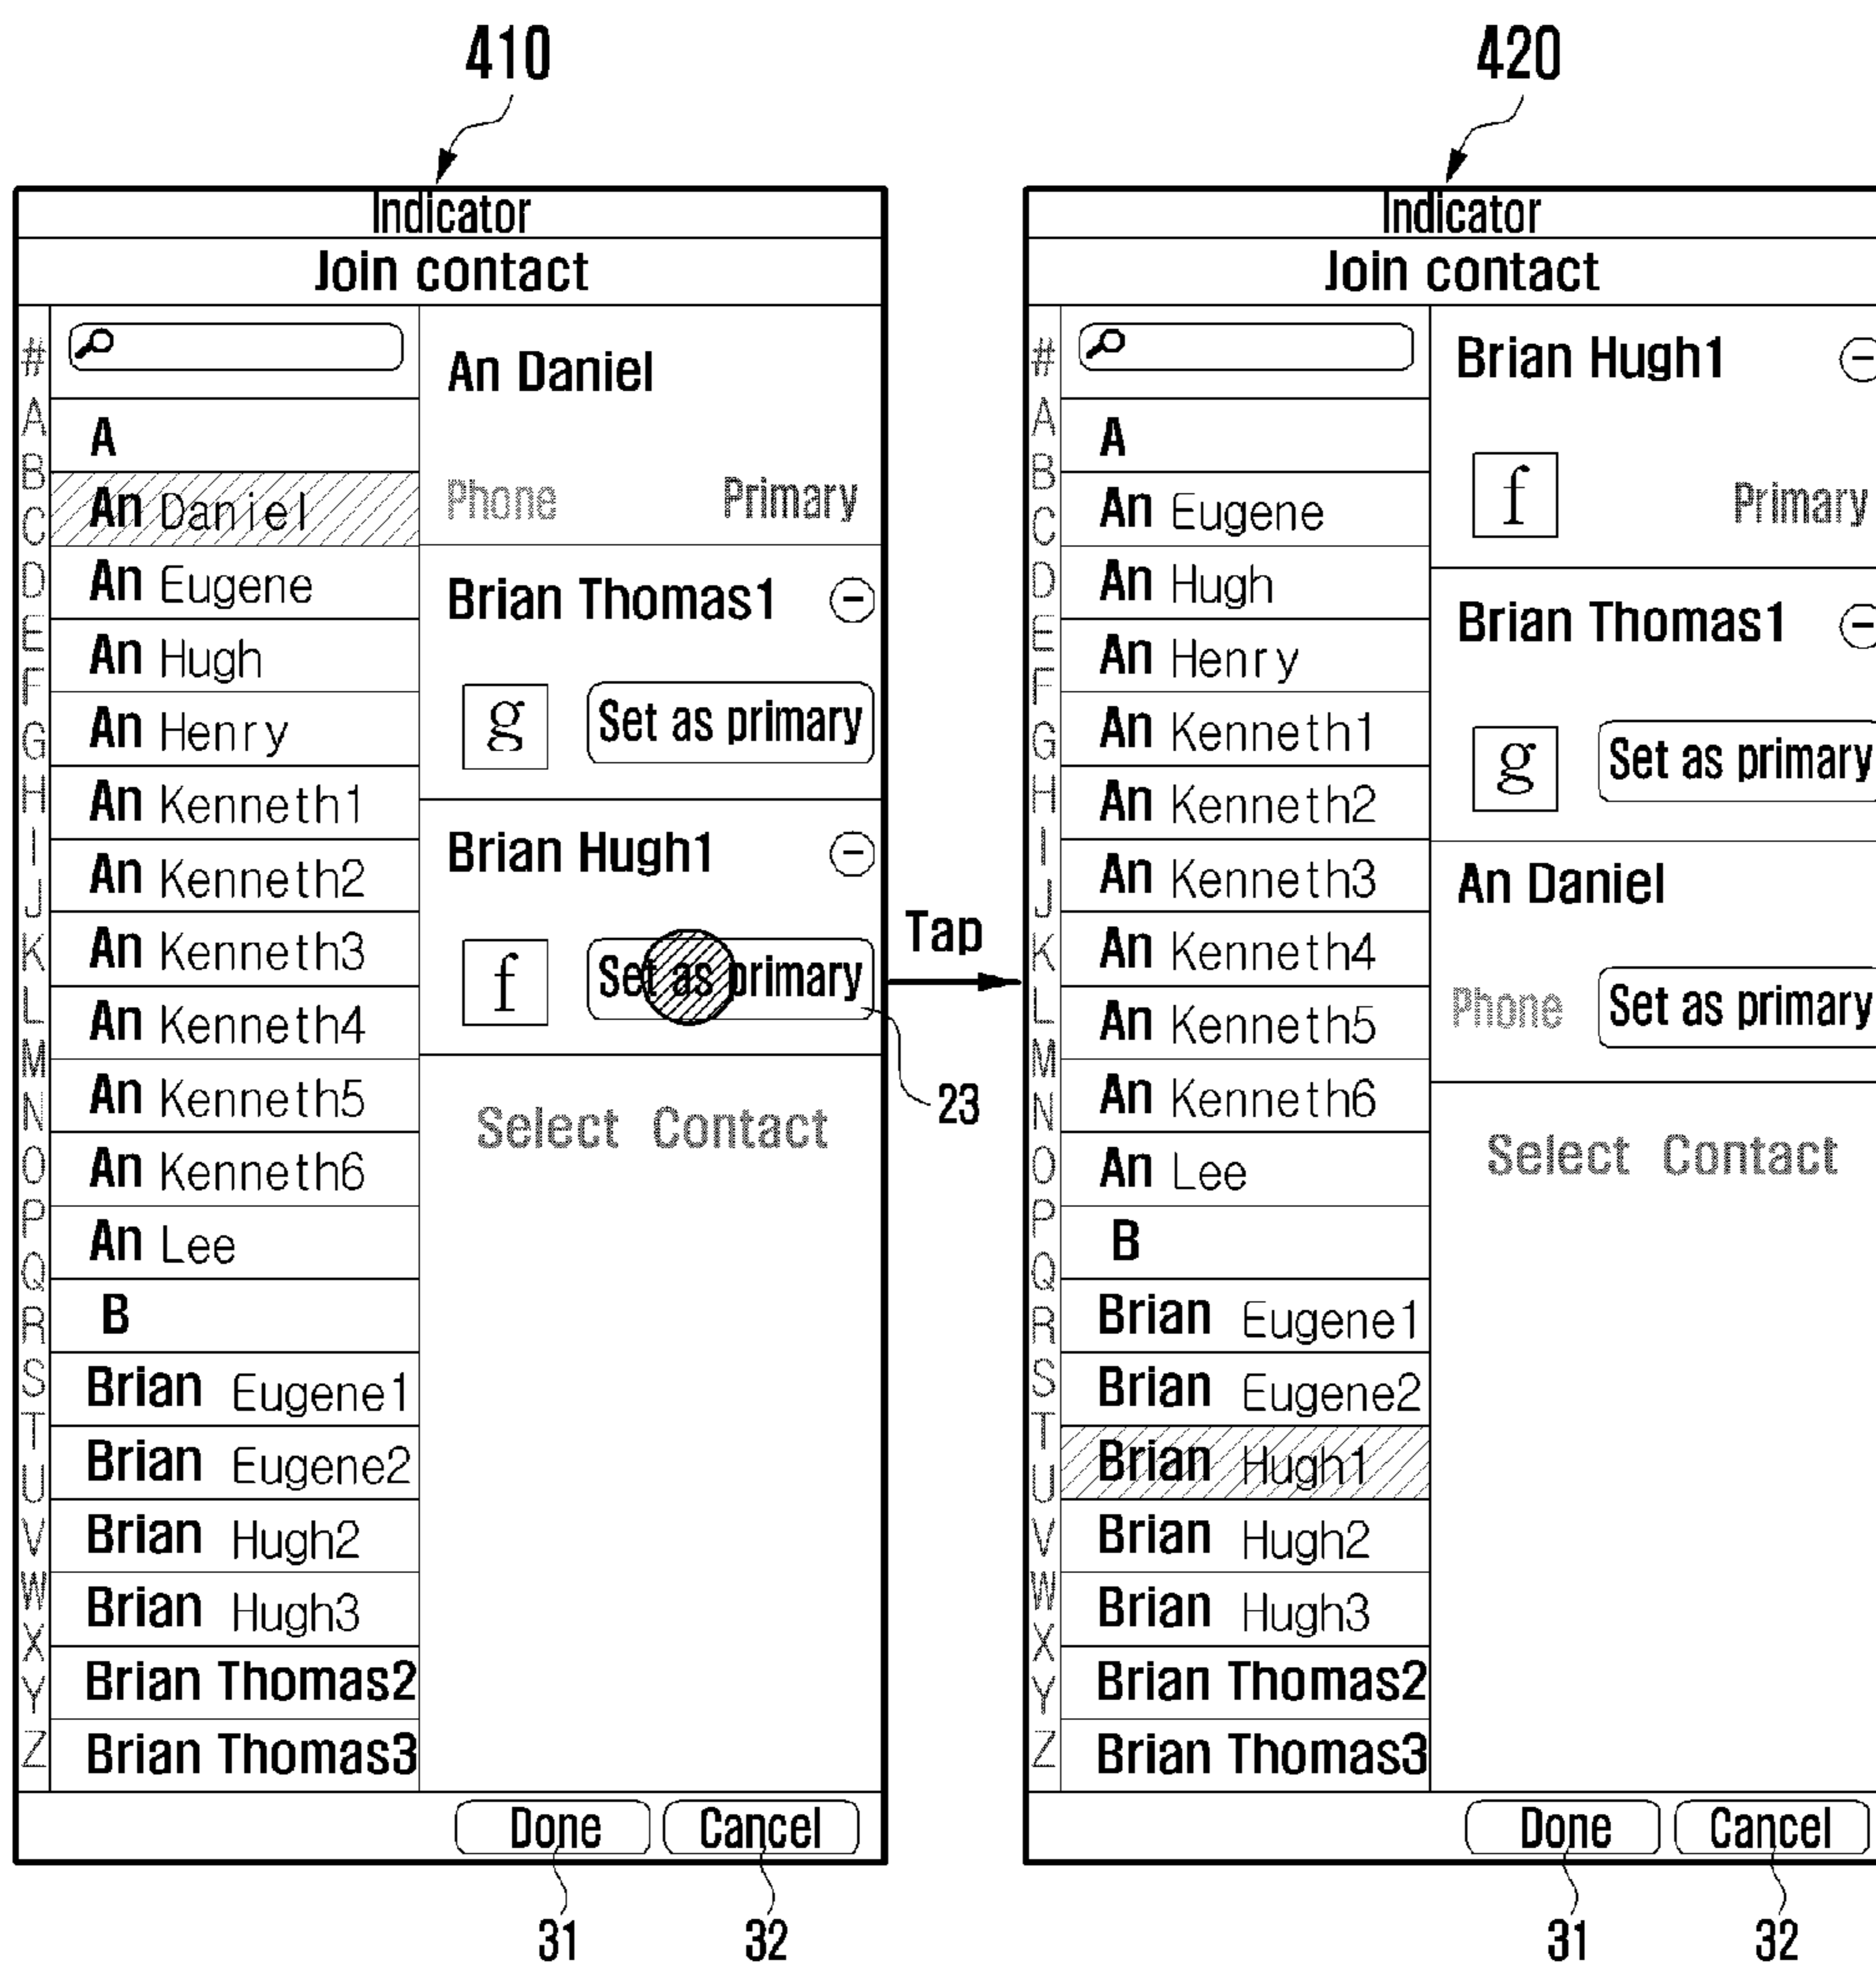 410
Indicator
Join contact
#
A
B
C
D
E
F
G
H
I
J
K
L
M
N
O
P
Q
R
S
T
U
V
W
X
Y
Z
A
An Daniel
An Eugene
An Hugh
An Henry
An Kenneth1
An Kenneth2
An Kenneth3
An Kenneth4
An Kenneth5
An Kenneth6
An Lee
B
Brian Eugene1
Brian Eugene2
Brian Hugh2
Brian Hugh3
Brian Thomas2
Brian Thomas3
An Daniel
Phone Primary
Brian Thomas1
g Set as primary
Brian Hugh1
f Set as primary
23
Select Contact
Done Cancel
31 32
Tap
420
Indicator
Join contact
#
A
B
C
D
E
F
G
H
I
J
K
L
M
N
O
P
Q
R
S
T
U
V
W
X
Y
Z
A
An Eugene
An Hugh
An Henry
An Kenneth1
An Kenneth2
An Kenneth3
An Kenneth4
An Kenneth5
An Kenneth6
An Lee
B
Brian Eugene1
Brian Eugene2
Brian Hugh1
Brian Hugh2
Brian Hugh3
Brian Thomas2
Brian Thomas3
Brian Hugh1
f Primary
Brian Thomas1
g Set as primary
An Daniel
Phone Set as primary
Select Contact
Done Cancel
31 32